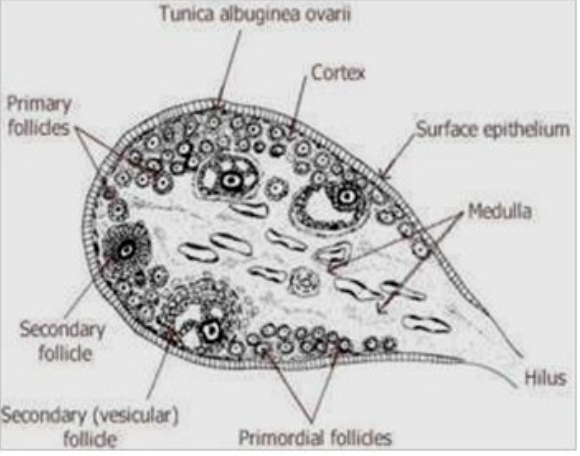 Tunica albuginea ovarii
Cortex
Primary
follicles
Surface epithelium
Medulla
Secondary
follicle
Hilus
Secondary (vesicular)
follicle
Primordial follicles